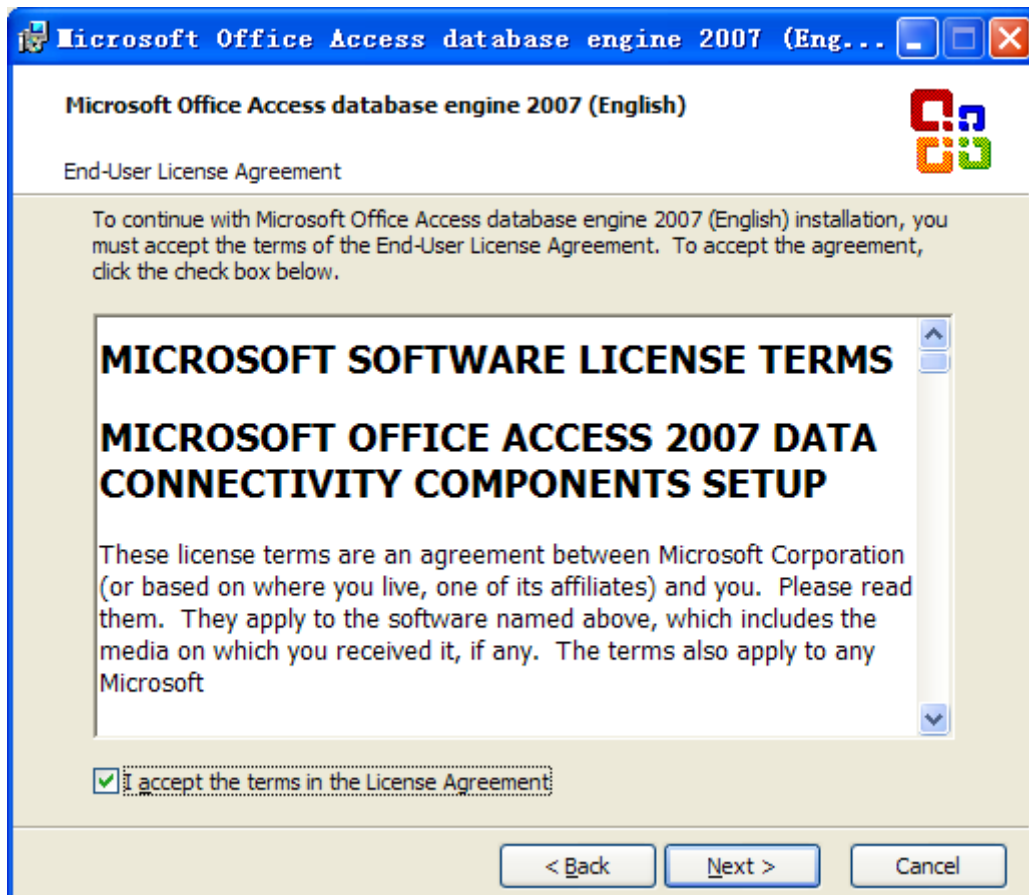 Microsoft Office Access database engine 2007 (Eng...
Microsoft Office Access database engine 2007 (English)
End-User License Agreement
To continue with Microsoft Office Access database engine 2007 (English) installation, you
must accept the terms of the End-User License Agreement.  To accept the agreement,
click the check box below.
MICROSOFT SOFTWARE LICENSE TERMS
MICROSOFT OFFICE ACCESS 2007 DATA
CONNECTIVITY COMPONENTS SETUP
These license terms are an agreement between Microsoft Corporation
(or based on where you live, one of its affiliates) and you.  Please read
them.  They apply to the software named above, which includes the
media on which you received it, if any.  The terms also apply to any
Microsoft
I accept the terms in the License Agreement
< Back
Next >
Cancel